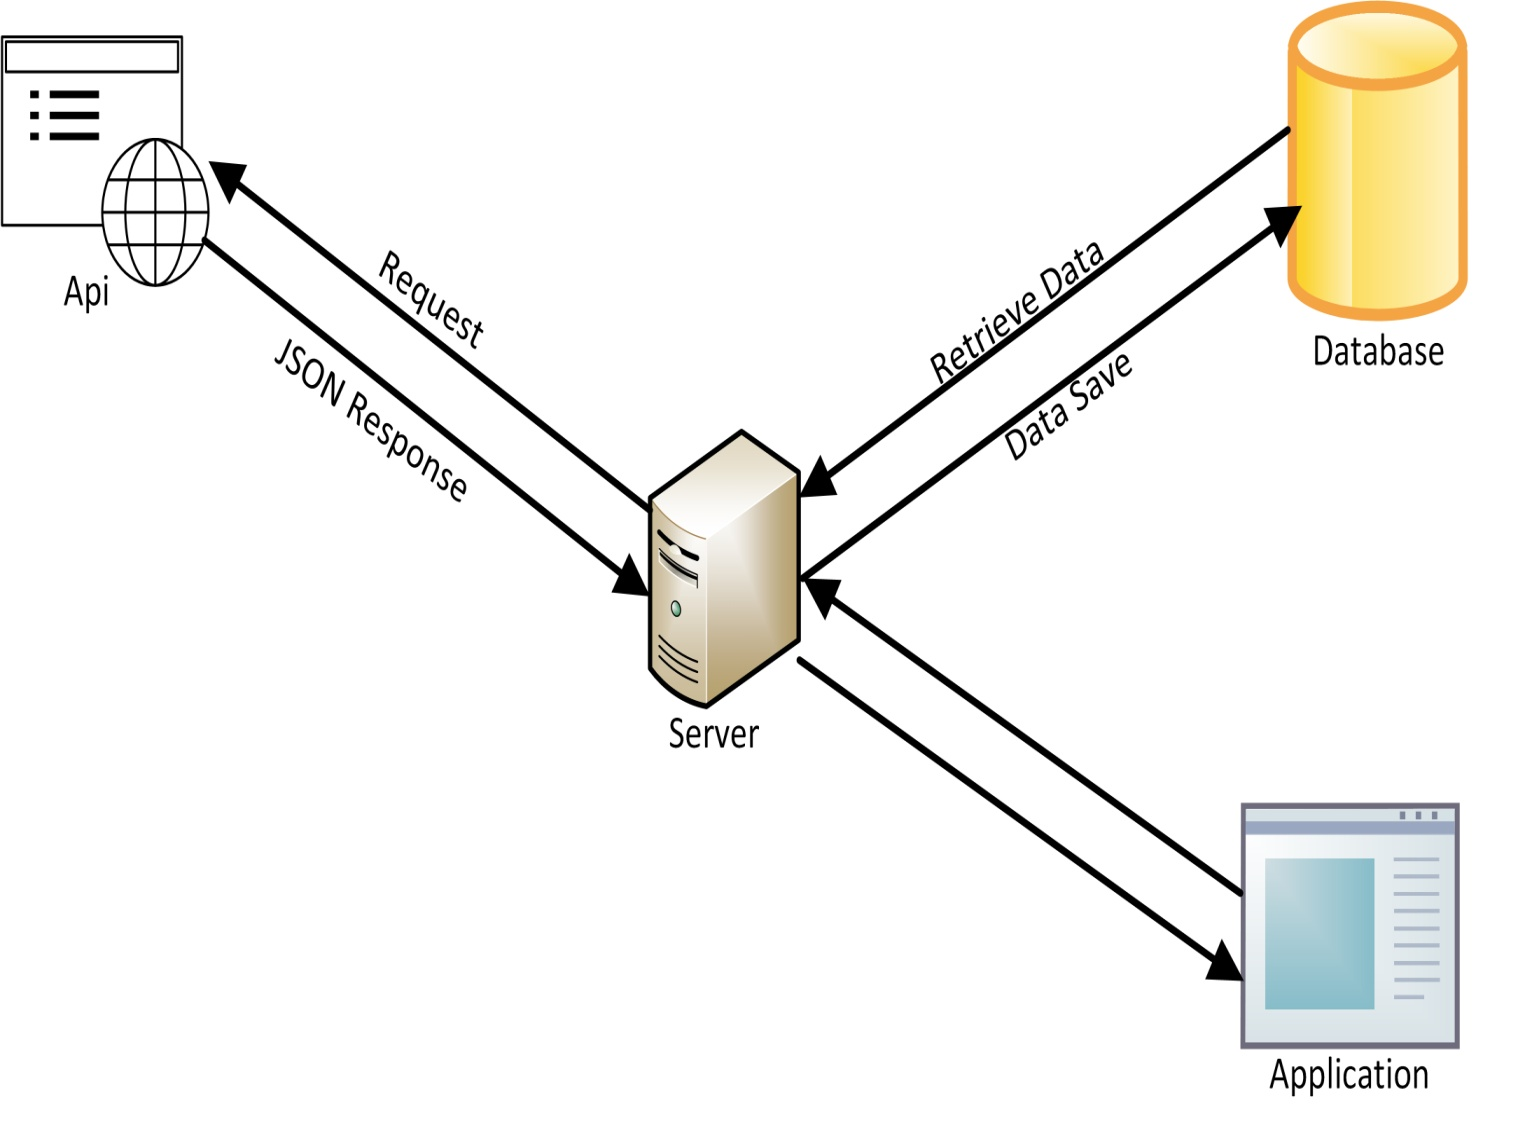 Api
Request
JSON Response
Retrieve Data
Data Save
Database
Server
Application